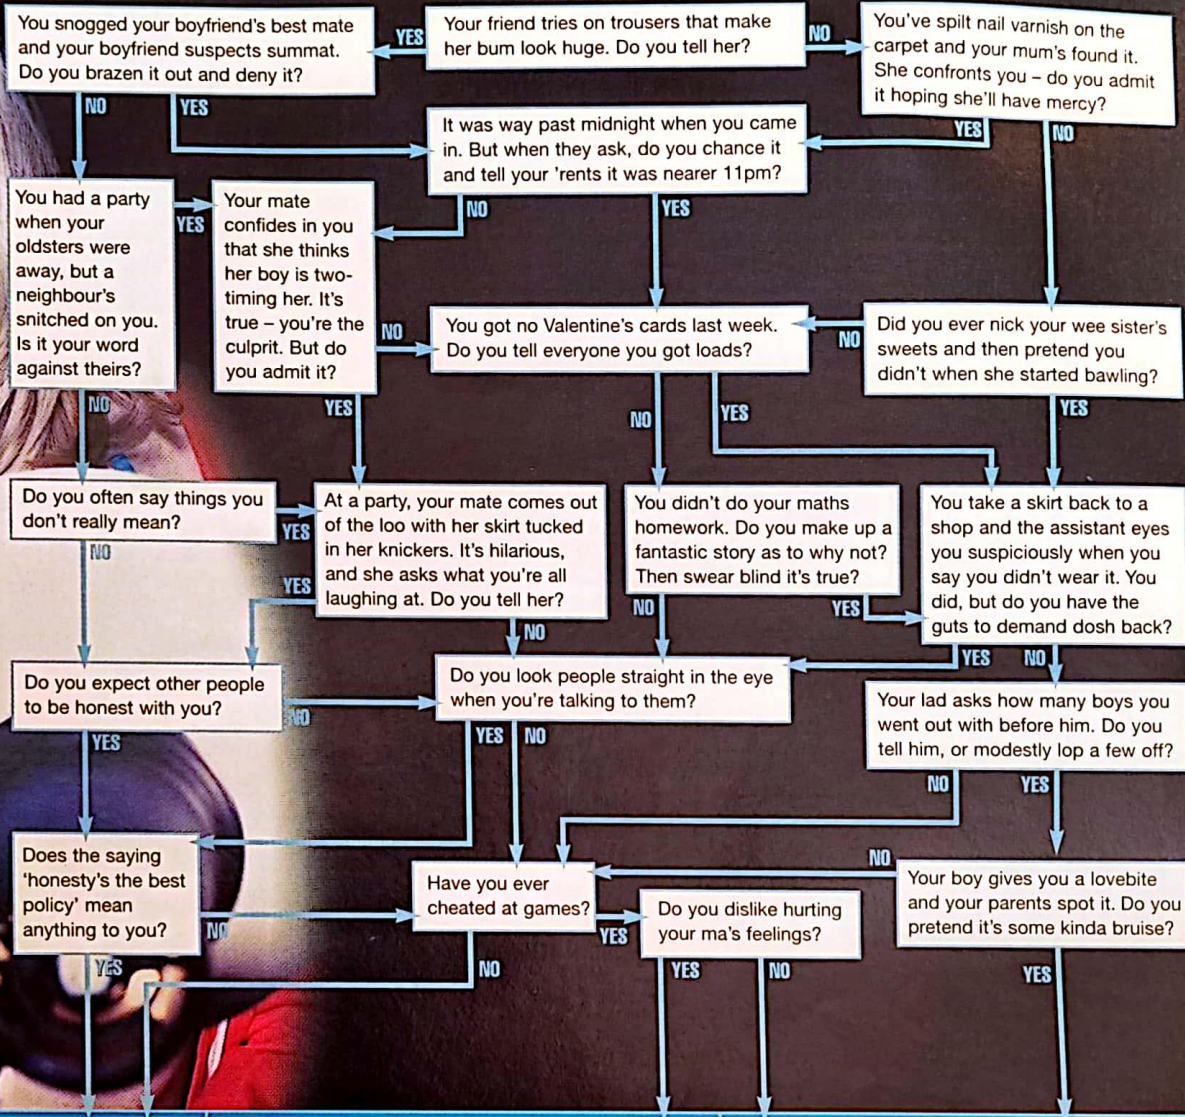 You snogged your boyfriend's best mate
and your boyfriend suspects summat.
Do you brazen it out and deny it?
YES
Your friend tries on trousers that make
her bum look huge. Do you tell her?
NO
You've spilt nail varnish on the
carpet and your mum's found it.
She confronts you – do you admit
it hoping she'll have mercy?
NO
YES
It was way past midnight when you came
in. But when they ask, do you chance it
and tell your 'rents it was nearer 11pm?
YES
NO
You had a party
when your
oldsters were
away, but a
neighbour's
snitched on you.
Is it your word
against theirs?
YES
Your mate
confides in you
that she thinks
her boy is two-
timing her. It's
true – you're the
culprit. But do
you admit it?
NO
YES
NO
You got no Valentine's cards last week.
Do you tell everyone you got loads?
NO
Did you ever nick your wee sister's
sweets and then pretend you
didn't when she started bawling?
NO
YES
NO
YES
YES
Do you often say things you
don't really mean?
YES
At a party, your mate comes out
of the loo with her skirt tucked
in her knickers. It's hilarious,
and she asks what you're all
laughing at. Do you tell her?
You didn't do your maths
homework. Do you make up a
fantastic story as to why not?
Then swear blind it's true?
You take a skirt back to a
shop and the assistant eyes
you suspiciously when you
say you didn't wear it. You
did, but do you have the
guts to demand dosh back?
NO
YES
NO
NO
YES
YES
NO
Do you expect other people
to be honest with you?
NO
Do you look people straight in the eye
when you're talking to them?
Your lad asks how many boys you
went out with before him. Do you
tell him, or modestly lop a few off?
YES
YES
NO
NO
YES
Does the saying
'honesty's the best
policy' mean
anything to you?
NO
Have you ever
cheated at games?
YES
Do you dislike hurting
your ma's feelings?
NO
Your boy gives you a lovebite
and your parents spot it. Do you
pretend it's some kinda bruise?
YES
NO
YES
NO
YES